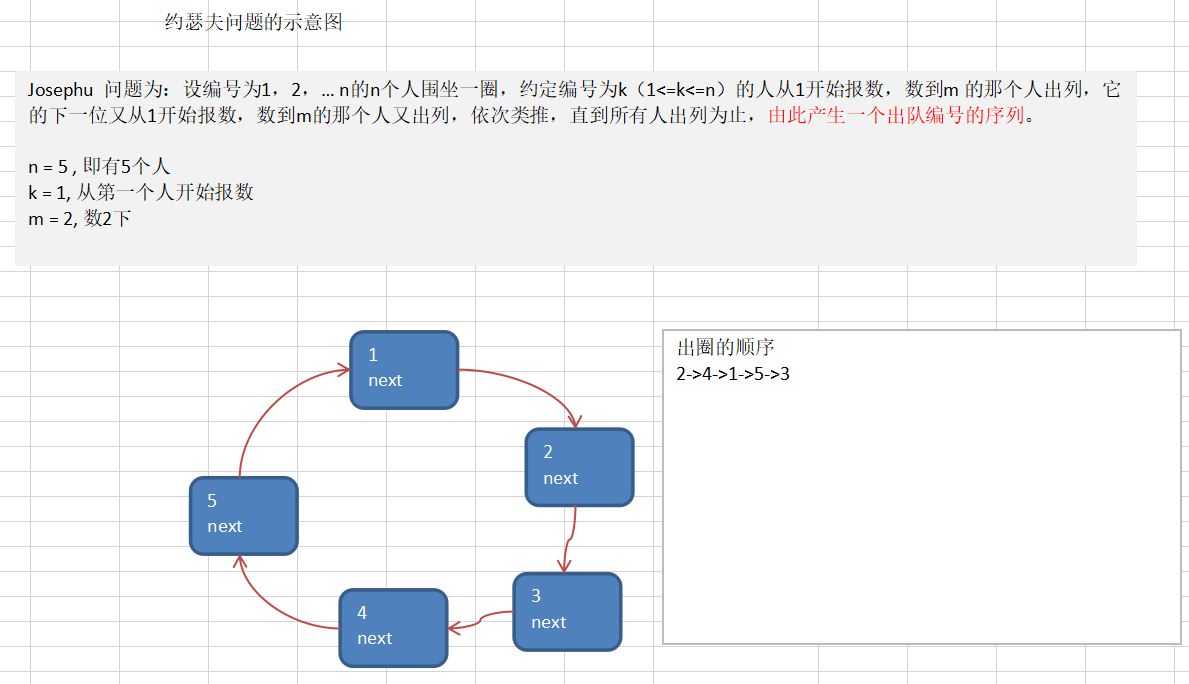 约瑟夫问题的示意图
Josephu 问题为：设编号为1，2，… n的n个人围坐一圈，约定编号为k（1<=k<=n）的人从1开始报数，数到m 的那个人出列，它
的下一位又从1开始报数，数到m的那个人又出列，依次类推，直到所有人出列为止，由此产生一个出队编号的序列。
n = 5 , 即有5个人
k = 1, 从第一个人开始报数
m = 2, 数2下
1
next
2
next
3
next
4
next
5
next
出圈的顺序
2->4->1->5->3